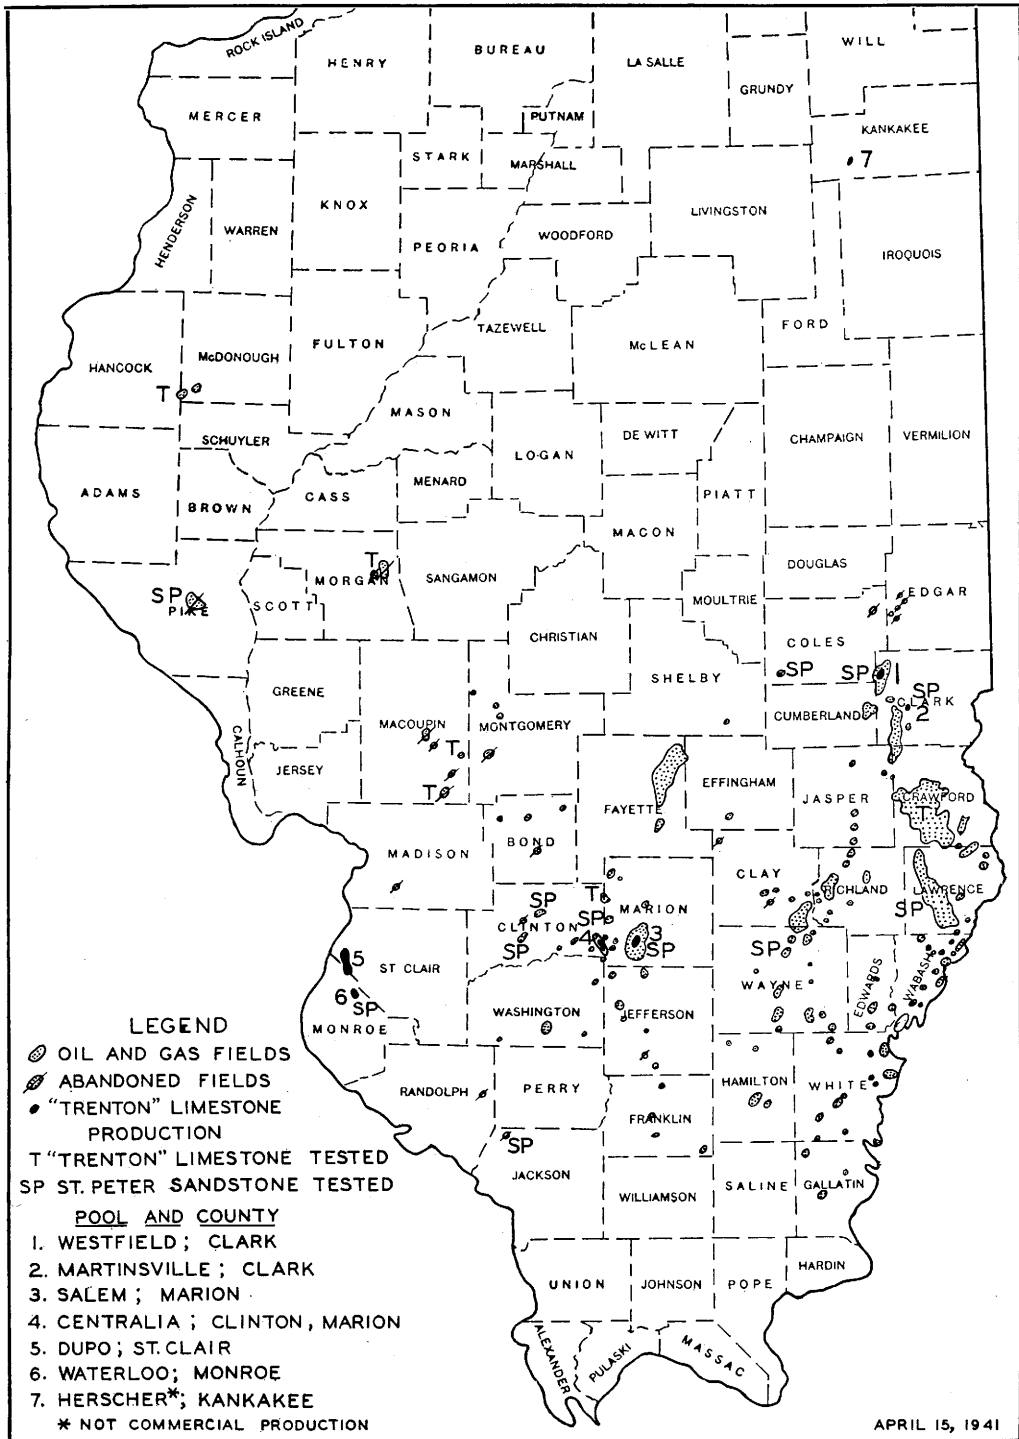 ROCK ISLAND
HENRY
BUREAU
LA SALLE
WILL
GRUNDY
MERCER
PUTNAM
KANKAKEE
STARK
MARSHALL
7
KNOX
HENDERSON
WARREN
PEORIA
WOODFORD
LIVINGSTON
IROQUOIS
TAZEWELL
FORD
HANCOCK
McDONOUGH
FULTON
McLEAN
T
MASON
SCHUYLER
LOGAN
DE WITT
CHAMPAIGN
VERMILION
ADAMS
BROWN
CASS
MENARD
PIATT
MACON
T
MORGAN
SANGAMON
DOUGLAS
SP
PIKE
SCOTT
MOULTRIE
EDGAR
CHRISTIAN
COLES
SHELBY
SP
SP
1
SP
GREENE
CLARK
2
MACOUPIN
MONTGOMERY
CUMBERLAND
CALHOUN
T
JERSEY
T
EFFINGHAM
JASPER
CRAWFORD
T
FAYETTE
BOND
MADISON
CLAY
RICHLAND
LAWRENCE
SP
T
SP
MARION
SP
CLINTON
4
3
SP
SP
SP
5
ST CLAIR
WAYNE
EDWARDS
WABASH
6
SP
MONROE
WASHINGTON
JEFFERSON
RANDOLPH
PERRY
HAMILTON
WHITE
FRANKLIN
SP
JACKSON
WILLIAMSON
SALINE
GALLATIN
UNION
JOHNSON
POPE
HARDIN
ALEXANDER
PULASKI
MASSAC
LEGEND
OIL AND GAS FIELDS
ABANDONED FIELDS
"TRENTON" LIMESTONE
PRODUCTION
T "TRENTON" LIMESTONE TESTED
SP ST. PETER SANDSTONE TESTED
POOL AND COUNTY
1. WESTFIELD; CLARK
2. MARTINSVILLE; CLARK
3. SALEM; MARION
4. CENTRALIA; CLINTON, MARION
5. DUPO; ST. CLAIR
6. WATERLOO; MONROE
7. HERSCHER*; KANKAKEE
* NOT COMMERCIAL PRODUCTION
APRIL 15, 1941